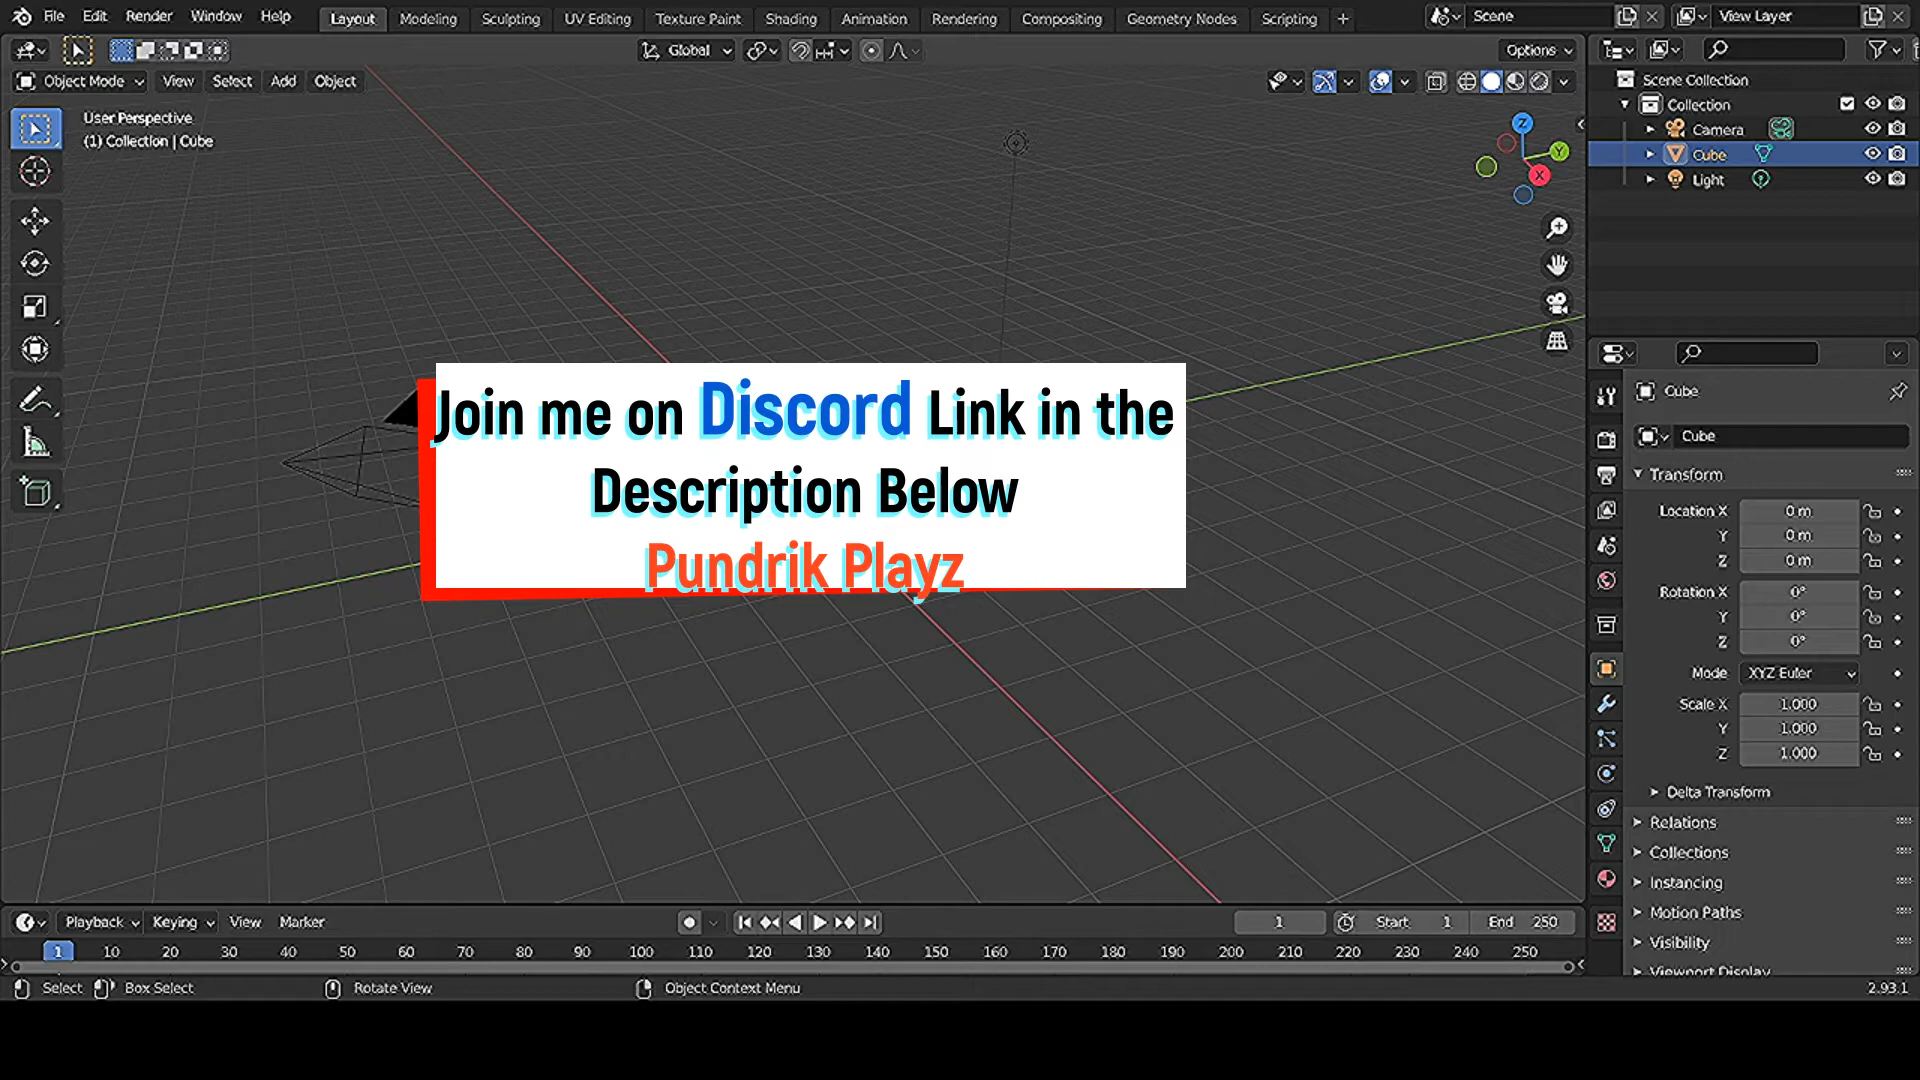 File Edit Render Window Help Layout Modeling Sculpting UV Editing Texture Paint Shading Animation Rendering Compositing Geometry Nodes Scripting + Scene View Layer
Global Options
Object Mode View Select Add Object
User Perspective
(1) Collection | Cube
Z
Y
X
Scene Collection
Collection
Camera
Cube
Light
Join me on Discord Link in the
Description Below
Pundrik Playz
Cube
Cube
Transform
Location X 0 m
Y 0 m
Z 0 m
Rotation X 0°
Y 0°
Z 0°
Mode XYZ Euler
Scale X 1.000
Y 1.000
Z 1.000
Delta Transform
Relations
Collections
Instancing
Motion Paths
Visibility
Viewport Display
Playback Keying View Marker 1 Start 1 End 250
1 10 20 30 40 50 60 70 80 90 100 110 120 130 140 150 160 170 180 190 200 210 220 230 240 250
Select Box Select Rotate View Object Context Menu 2.93.1